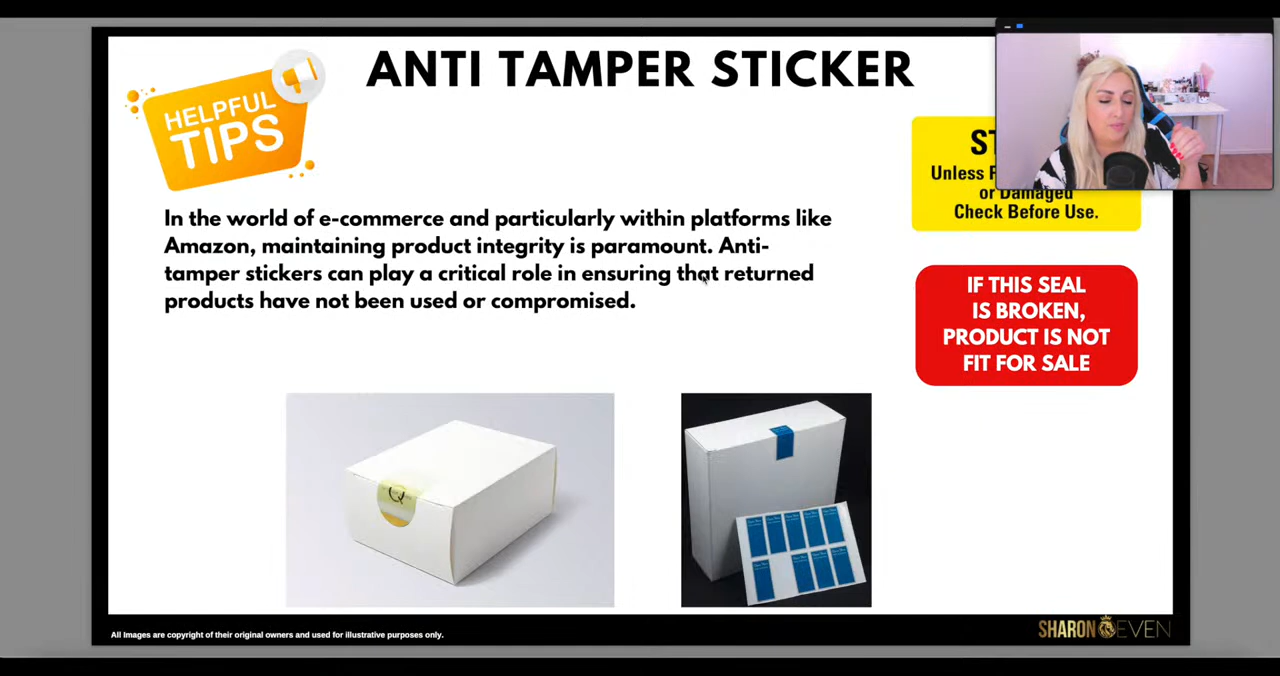 ANTI TAMPER STICKER
HELPFUL
TIPS
In the world of e-commerce and particularly within platforms like
Amazon, maintaining product integrity is paramount. Anti-
tamper stickers can play a critical role in ensuring that returned
products have not been used or compromised.
Unless
or Damaged
Check Before Use.
IF THIS SEAL
IS BROKEN,
PRODUCT IS NOT
FIT FOR SALE
Q
All Images are copyright of their original owners and used for illustrative purposes only.
SHARON EVEN